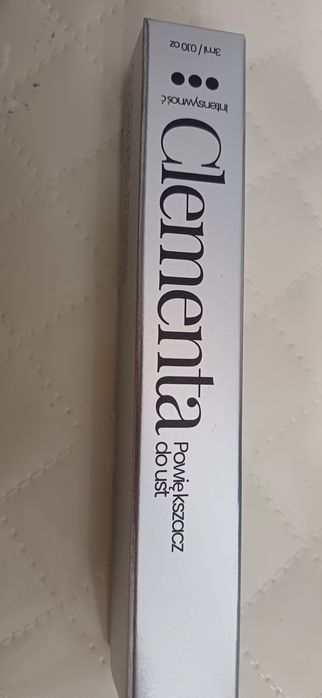 3ml / 0.10 oz
Intensywność
Clementa
Powiększacz
do ust